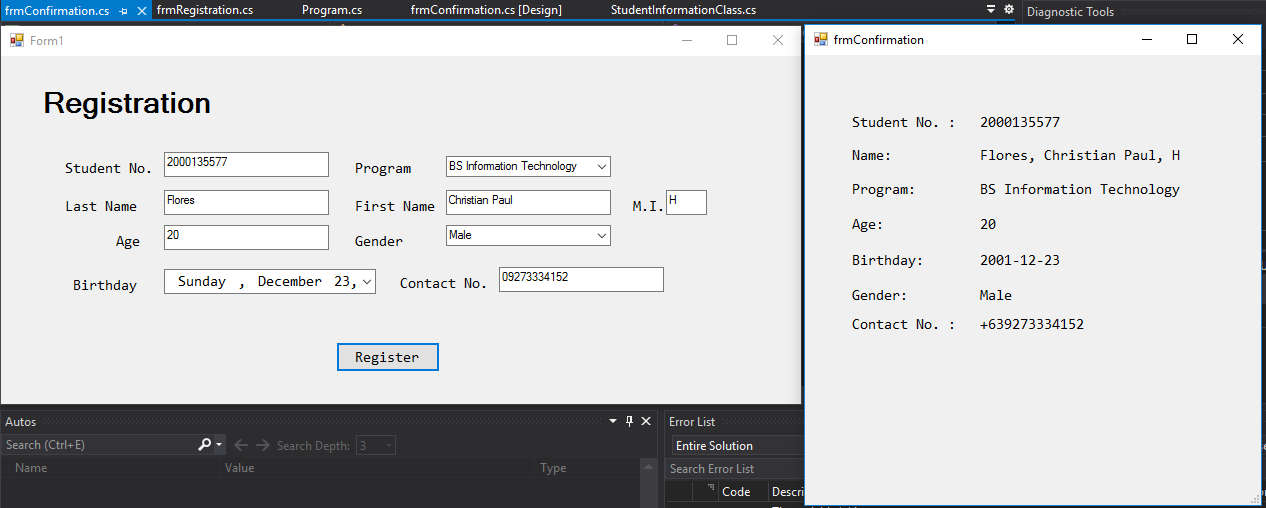 frmConfirmation.cs frmRegistration.cs Program.cs frmConfirmation.cs [Design] StudentInformationClass.cs Diagnostic Tools
Form1
Registration
Student No. 2000135577 Program BS Information Technology
Last Name Flores First Name Christian Paul M.I. H
Age 20 Gender Male
Birthday Sunday , December 23, Contact No. 09273334152
Register
frmConfirmation
Student No. : 2000135577
Name: Flores, Christian Paul, H
Program: BS Information Technology
Age: 20
Birthday: 2001-12-23
Gender: Male
Contact No. : +639273334152
Autos
Search (Ctrl+E) Search Depth: 3
Name Value Type
Error List
Entire Solution
Search Error List
Code Descri